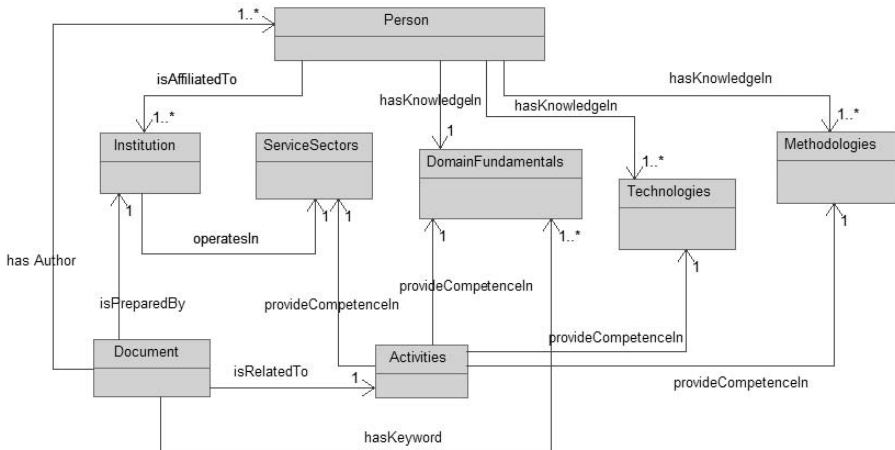 1..*
Person
isAffiliatedTo
hasKnowledgeIn
hasKnowledgeIn
hasKnowledgeIn
1..*
1
1..*
1..*
Institution
ServiceSectors
DomainFundamentals
Technologies
Methodologies
1
operatesIn
1
1
1
1..*
1
1
has Author
isPreparedBy
provideCompetenceIn
provideCompetenceIn
provideCompetenceIn
provideCompetenceIn
Document
isRelatedTo
1
Activities
hasKeyword